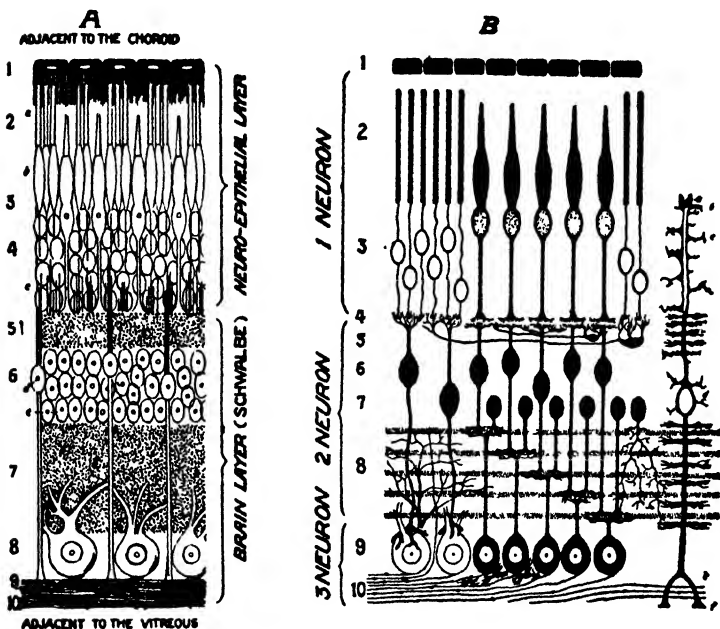 A
ADJACENT TO THE CHOROID
1
2
3
4
51
6
7
8
9
10
NEURO-EPITHELIAL LAYER
BRAIN LAYER (SCHWALBE)
ADJACENT TO THE VITREOUS
B
1
2
3
4
5
6
7
8
9
10
1 NEURON
2 NEURON
3 NEURON